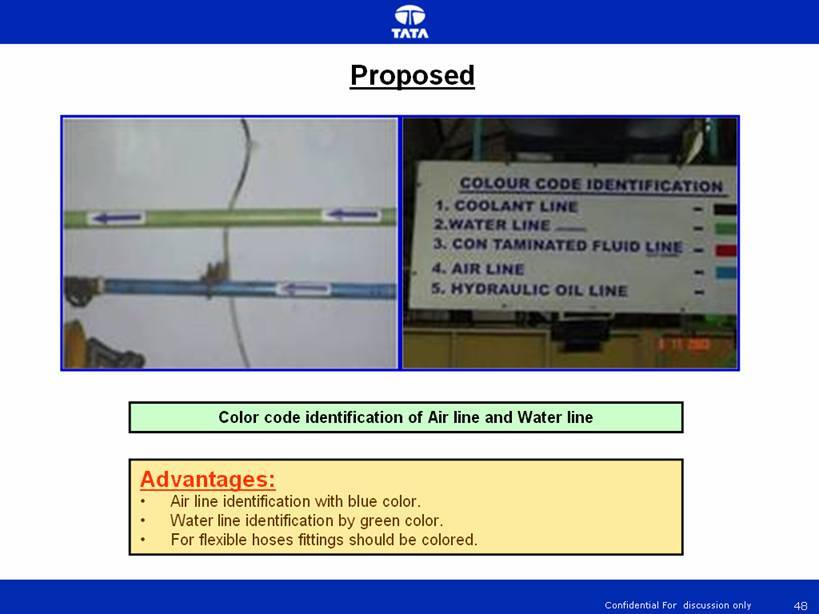 TATA
Proposed
COLOUR CODE IDENTIFICATION
1. COOLANT LINE -
2.WATER LINE -
3. CON TAMINATED FLUID LINE -
4. AIR LINE -
5. HYDRAULIC OIL LINE -
Color code identification of Air line and Water line
Advantages:
• Air line identification with blue color.
• Water line identification by green color.
• For flexible hoses fittings should be colored.
Confidential For discussion only
48